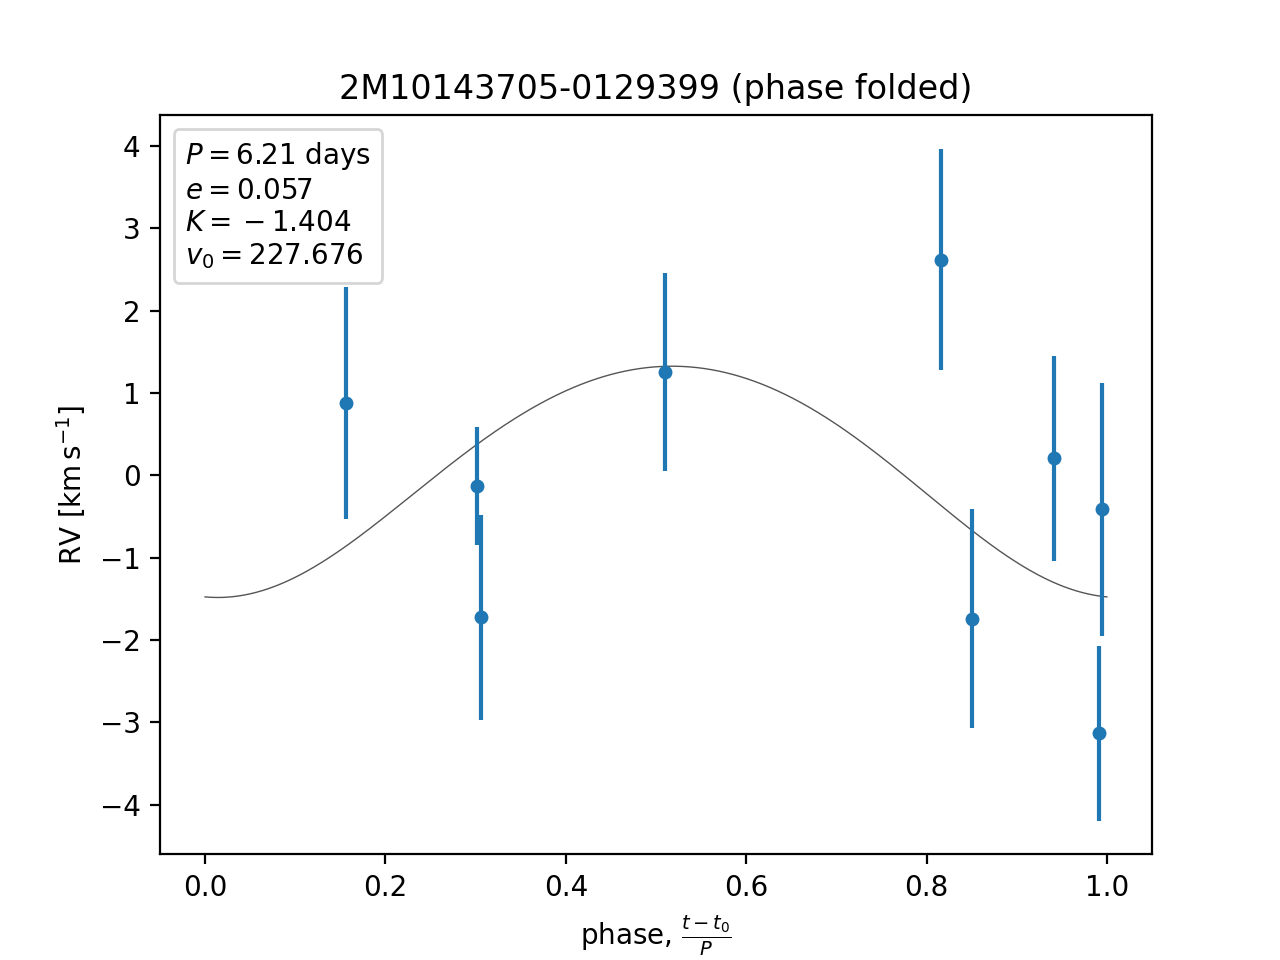 2M10143705-0129399 (phase folded)
P = 6.21 days
e = 0.057
K = −1.404
v₀ = 227.676
RV [km s⁻¹]
4
3
2
1
0
−1
−2
−3
−4
0.0 0.2 0.4 0.6 0.8 1.0
phase, (t − t₀)/P